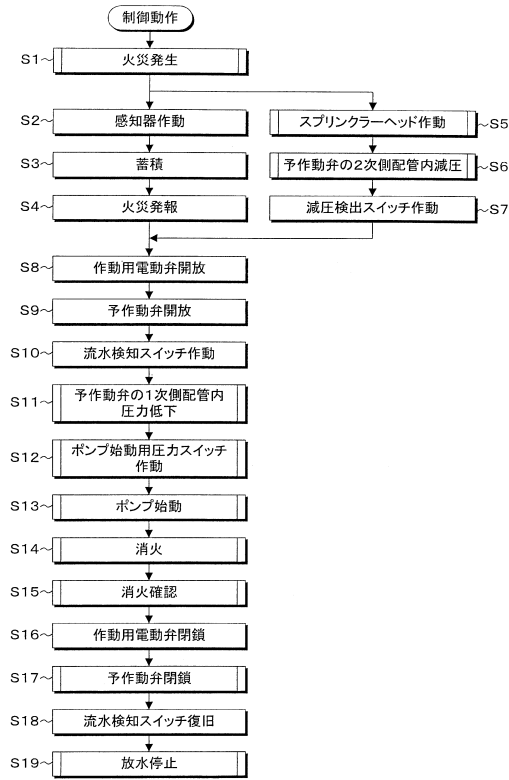 制御動作
S1 火災発生
S2 感知器作動
S3 蓄積
S4 火災発報
スプリンクラーヘッド作動 S5
予作動弁の2次側配管内減圧 S6
減圧検出スイッチ作動 S7
S8 作動用電動弁開放
S9 予作動弁開放
S10 流水検知スイッチ作動
S11 予作動弁の1次側配管内
圧力低下
S12 ポンプ始動用圧力スイッチ
作動
S13 ポンプ始動
S14 消火
S15 消火確認
S16 作動用電動弁閉鎖
S17 予作動弁閉鎖
S18 流水検知スイッチ復旧
S19 放水停止